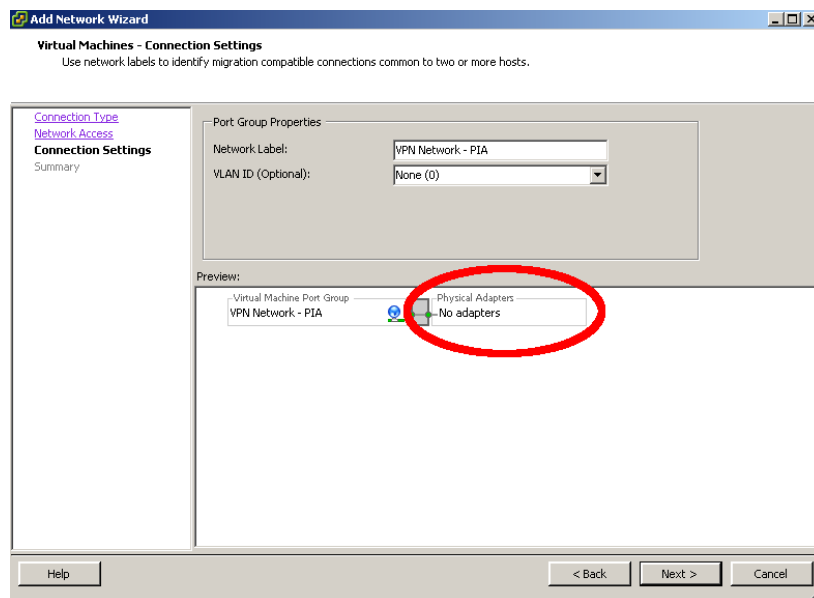 Add Network Wizard
Virtual Machines - Connection Settings
Use network labels to identify migration compatible connections common to two or more hosts.
Connection Type
Network Access
Connection Settings
Summary
Port Group Properties
Network Label:
VPN Network - PIA
VLAN ID (Optional):
None (0)
Preview:
Virtual Machine Port Group
VPN Network - PIA
Physical Adapters
No adapters
Help
< Back
Next >
Cancel